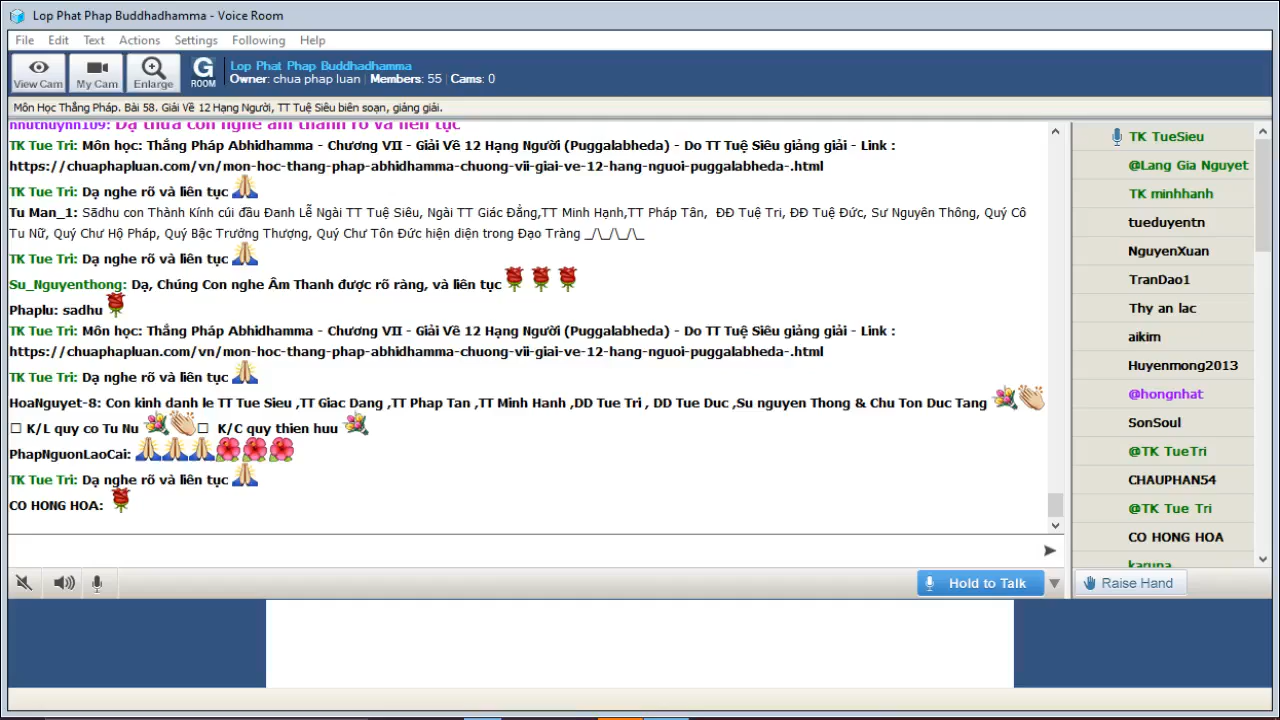 Lop Phat Phap Buddhadhamma - Voice Room
File Edit Text Actions Settings Following Help
View Cam My Cam Enlarge G ROOM
Lop Phat Phap Buddhadhamma
Owner: chua phap luan | Members: 55 | Cams: 0
Môn Học Thắng Pháp. Bài 58. Giải Về 12 Hạng Người, TT Tuệ Siêu biên soạn, giảng giải.
nhuthuynh109: Dạ thưa con nghe âm thanh rõ và liên tục
TK Tue Tri: Môn học: Thắng Pháp Abhidhamma - Chương VII - Giải Về 12 Hạng Người (Puggalabheda) - Do TT Tuệ Siêu giảng giải - Link :
https://chuaphapluan.com/vn/mon-hoc-thang-phap-abhidhamma-chuong-vii-giai-ve-12-hang-nguoi-puggalabheda-.html
TK Tue Tri: Dạ nghe rõ và liên tục
Tu Man_1: Sādhu con Thành Kính cúi đầu Đanh Lễ Ngài TT Tuệ Siêu, Ngài TT Giác Đẳng,TT Minh Hạnh,TT Pháp Tân, ĐĐ Tuệ Tri, ĐĐ Tuệ Đức, Sư Nguyên Thông, Quý Cô
Tu Nữ, Quý Chư Hộ Pháp, Quý Bậc Trưởng Thượng, Quý Chư Tôn Đức hiện diện trong Đạo Tràng _/\_/\_/\_
TK Tue Tri: Dạ nghe rõ và liên tục
Su_Nguyenthong: Dạ, Chúng Con nghe Âm Thanh được rõ ràng, và liên tục
Phaplu: sadhu
TK Tue Tri: Môn học: Thắng Pháp Abhidhamma - Chương VII - Giải Về 12 Hạng Người (Puggalabheda) - Do TT Tuệ Siêu giảng giải - Link :
https://chuaphapluan.com/vn/mon-hoc-thang-phap-abhidhamma-chuong-vii-giai-ve-12-hang-nguoi-puggalabheda-.html
TK Tue Tri: Dạ nghe rõ và liên tục
HoaNguyet-8: Con kinh danh le TT Tue Sieu ,TT Giac Dang ,TT Phap Tan ,TT Minh Hanh ,DD Tue Tri , DD Tue Duc ,Su nguyen Thong & Chu Ton Duc Tang
K/L quy co Tu Nu K/C quy thien huu
PhapNguonLaoCai:
TK Tue Tri: Dạ nghe rõ và liên tục
CO HONG HOA:
Hold to Talk
TK TueSieu
@Lang Gia Nguyet
TK minhhanh
tueduyentn
NguyenXuan
TranDao1
Thy an lac
aikim
Huyenmong2013
@hongnhat
SonSoul
@TK TueTri
CHAUPHAN54
@TK Tue Tri
CO HONG HOA
karuna
Raise Hand